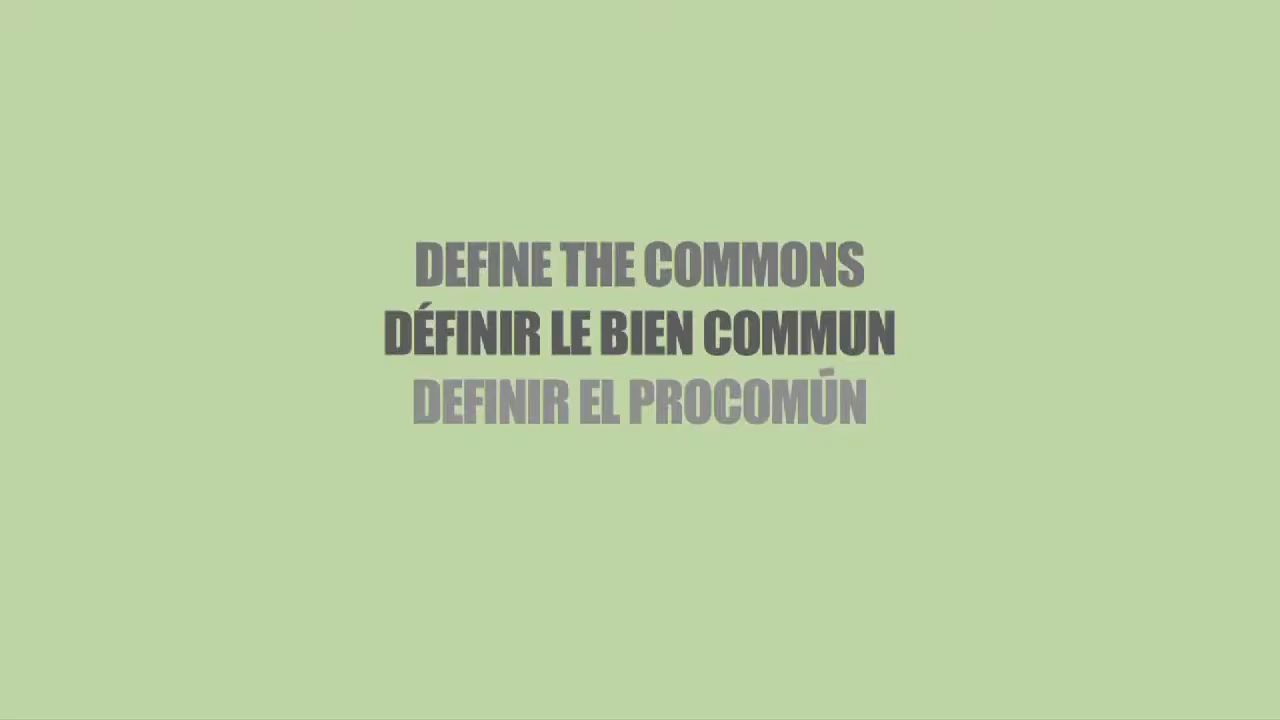 DEFINE THE COMMONS
DÉFINIR LE BIEN COMMUN
DEFINIR EL PROCOMÚN